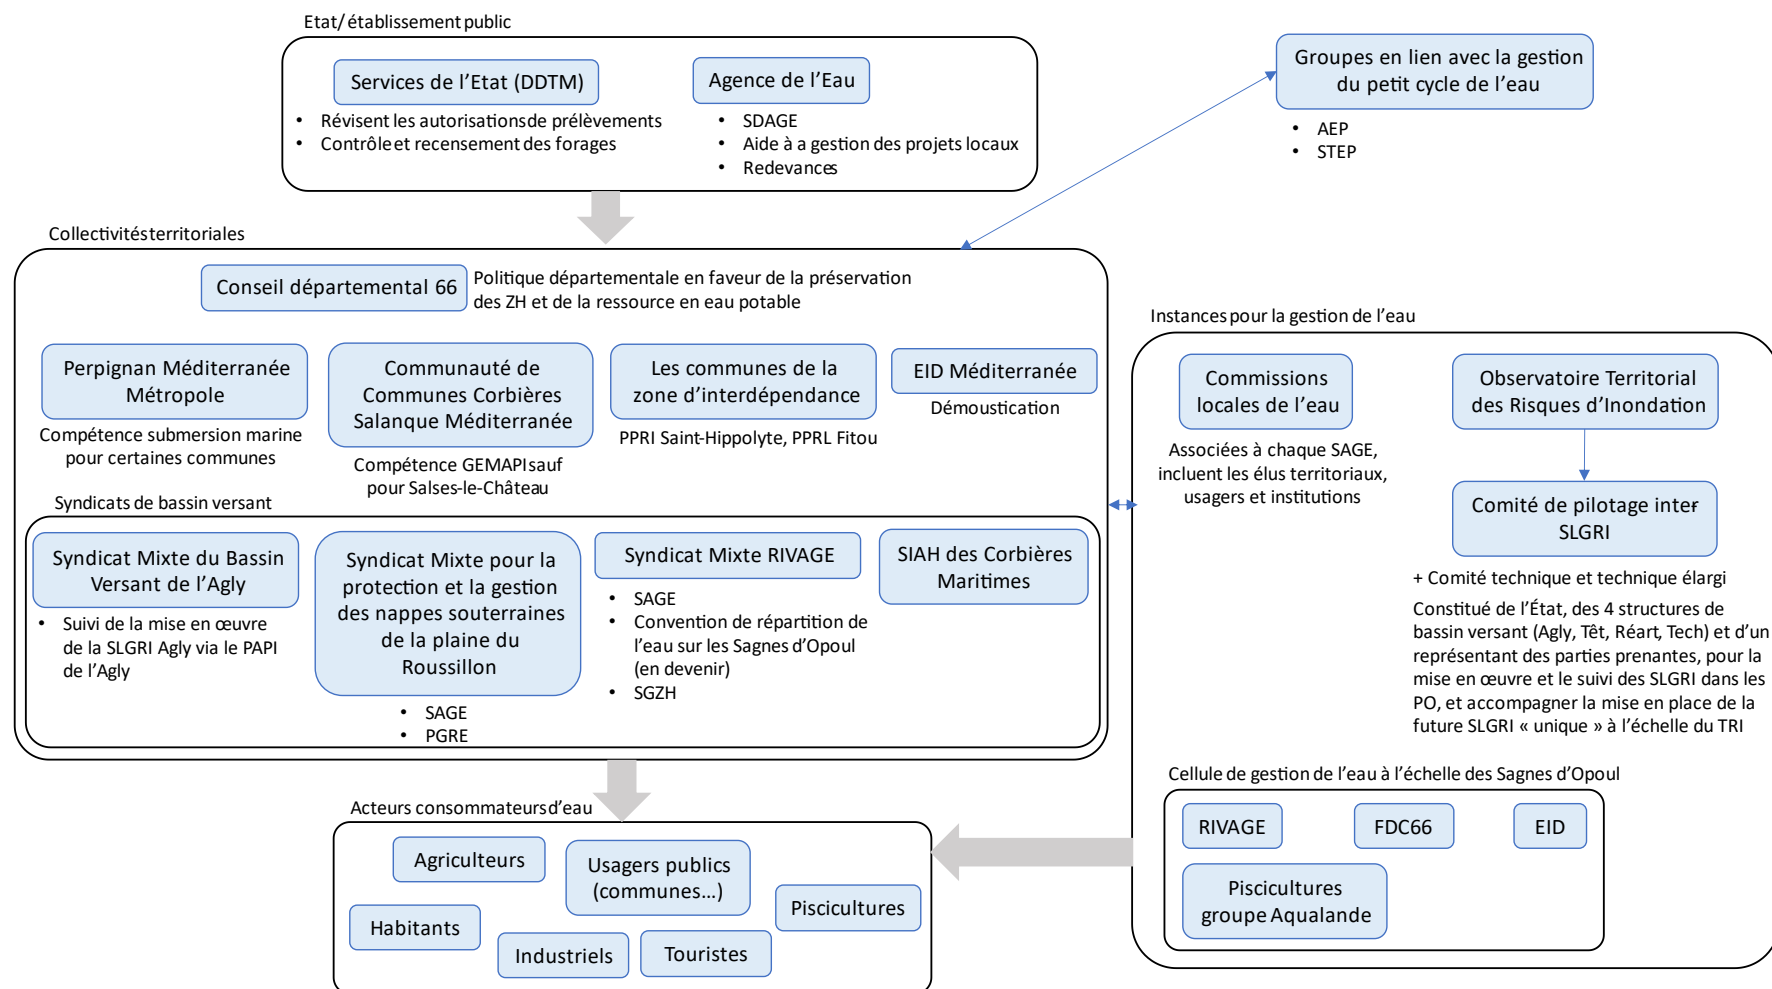 Etat/ établissement public
Services de l'Etat (DDTM)
• Révisent les autorisations de prélèvements
• Contrôle et recensement des forages
Agence de l'Eau
• SDAGE
• Aide à a gestion des projets locaux
• Redevances
Groupes en lien avec la gestion
du petit cycle de l'eau
• AEP
• STEP
Collectivités territoriales
Conseil départemental 66
Politique départementale en faveur de la préservation
des ZH et de la ressource en eau potable
Perpignan Méditerranée
Métropole
Compétence submersion marine
pour certaines communes
Communauté de
Communes Corbières
Salanque Méditerranée
Compétence GEMAPI sauf
pour Salses-le-Château
Les communes de la
zone d'interdépendance
PPRI Saint-Hippolyte, PPRL Fitou
EID Méditerranée
Démoustication
Syndicats de bassin versant
Syndicat Mixte du Bassin
Versant de l'Agly
• Suivi de la mise en œuvre
de la SLGRI Agly via le PAPI
de l'Agly
Syndicat Mixte pour la
protection et la gestion
des nappes souterraines
de la plaine du
Roussillon
• SAGE
• PGRE
Syndicat Mixte RIVAGE
• SAGE
• Convention de répartition de
l'eau sur les Sagnes d'Opoul
(en devenir)
• SGZH
SIAH des Corbières
Maritimes
Instances pour la gestion de l'eau
Commissions
locales de l'eau
Associées à chaque SAGE,
incluent les élus territoriaux,
usagers et institutions
Observatoire Territorial
des Risques d'Inondation
Comité de pilotage inter-
SLGRI
+ Comité technique et technique élargi
Constitué de l'État, des 4 structures de
bassin versant (Agly, Têt, Réart, Tech) et d'un
représentant des parties prenantes, pour la
mise en œuvre et le suivi des SLGRI dans les
PO, et accompagner la mise en place de la
future SLGRI « unique » à l'échelle du TRI
Cellule de gestion de l'eau à l'échelle des Sagnes d'Opoul
RIVAGE
FDC66
EID
Piscicultures
groupe Aqualande
Acteurs consommateurs d'eau
Agriculteurs
Usagers publics
(communes...)
Piscicultures
Habitants
Industriels
Touristes